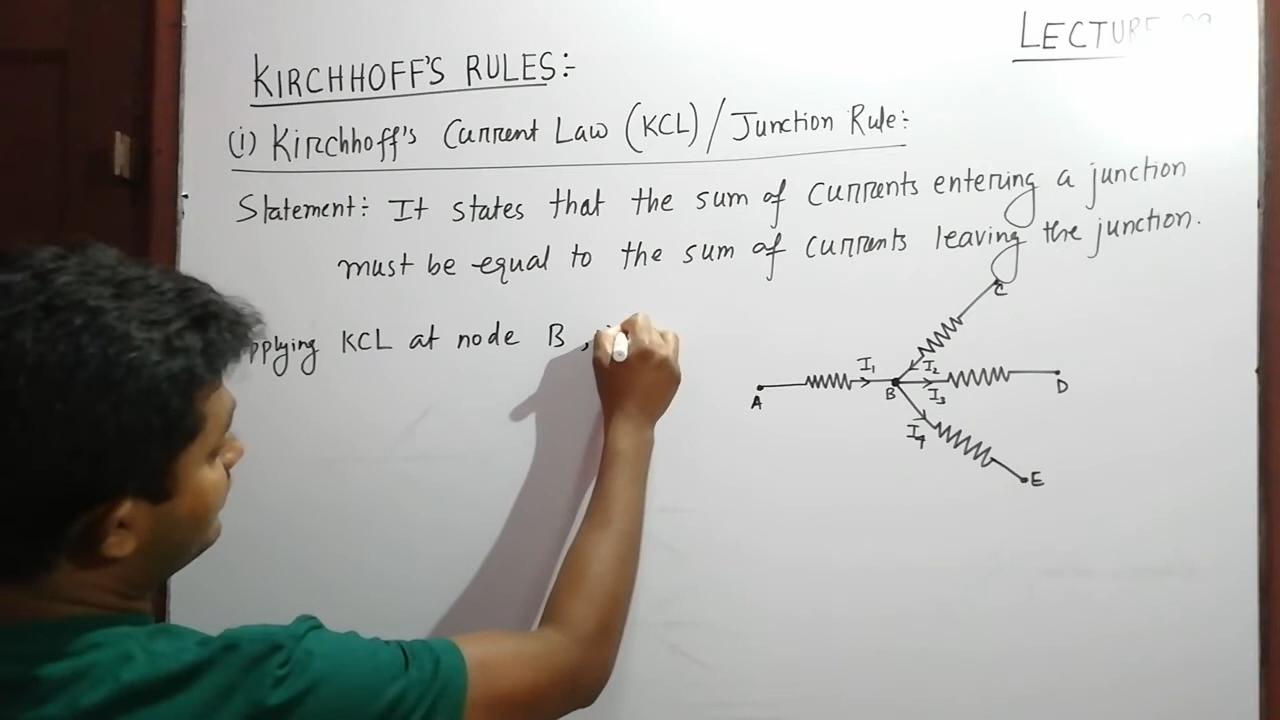 LECTURE
KIRCHHOFF'S RULES:-
(i) Kirchhoff's Current Law (KCL) / Junction Rule:-
Statement:- It states that the sum of currents entering a junction
must be equal to the sum of currents leaving the junction.
pplying KCL at node B,
C
I₁
I₂
A
B
I₃
D
I₄
E